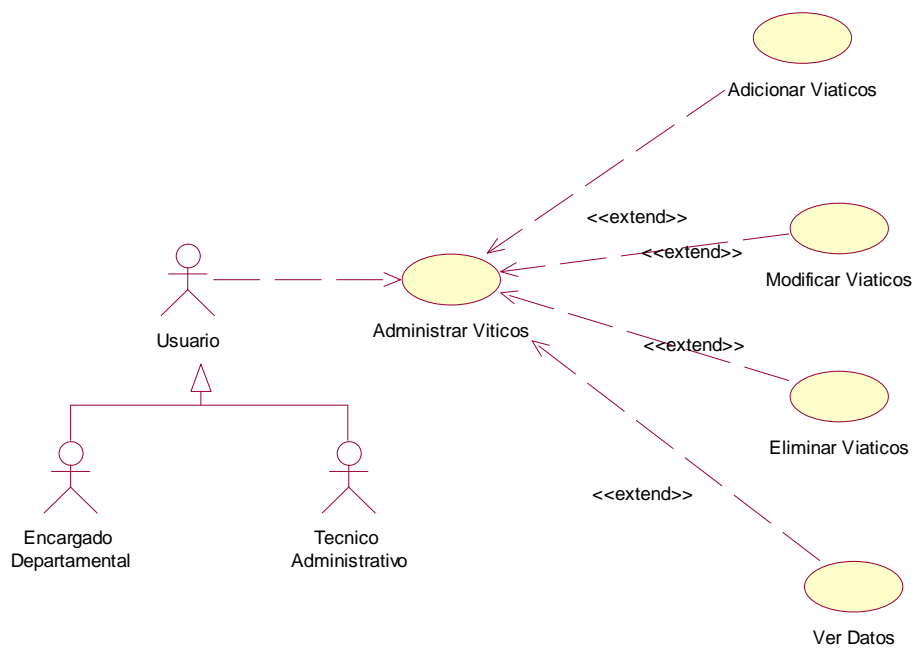 Adicionar Viaticos
<<extend>>
<<extend>>
Modificar Viaticos
Usuario
Administrar Viticos
<<extend>>
Eliminar Viaticos
<<extend>>
Encargado
Departamental
Tecnico
Administrativo
Ver Datos